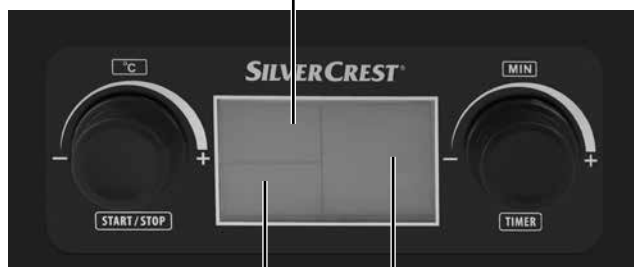 °C
SILVERCREST®
MIN
− +
− +
START/STOP
TIMER